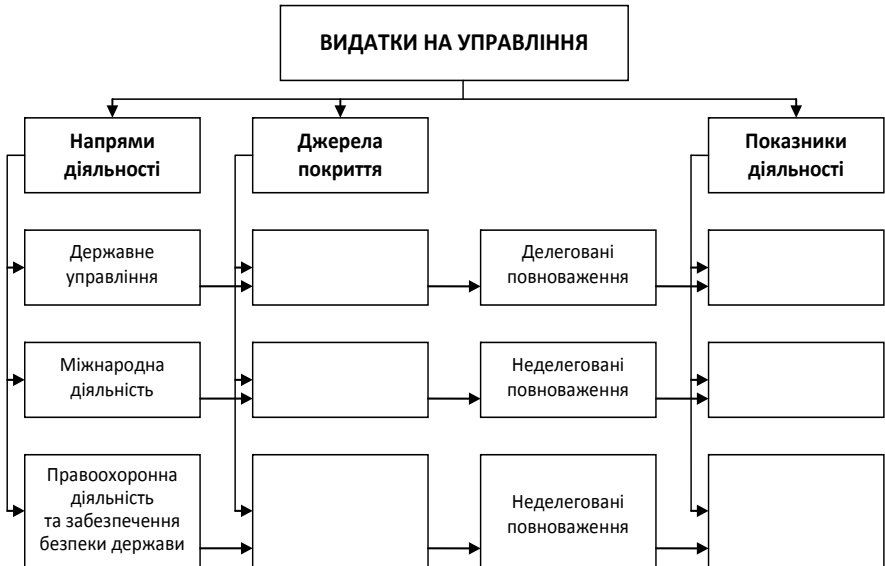 ВИДАТКИ НА УПРАВЛІННЯ
Напрями
діяльності
Джерела
покриття
Показники
діяльності
Державне
управління
Делеговані
повноваження
Міжнародна
діяльність
Неделеговані
повноваження
Правоохоронна
діяльність
та забезпечення
безпеки держави
Неделеговані
повноваження